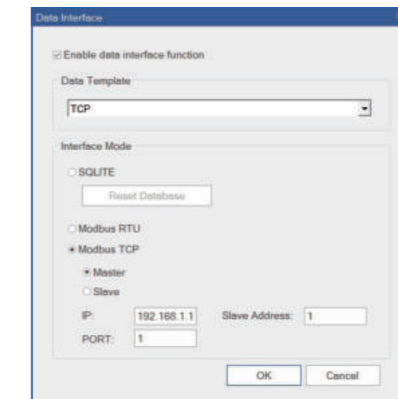 Data Interface
Enable data interface function
Data Template
TCP
Interface Mode
SQLITE
Reset Database
Modbus RTU
Modbus TCP
Master
Slave
IP: 192.168.1.1 Slave Address: 1
PORT: 1
OK Cancel